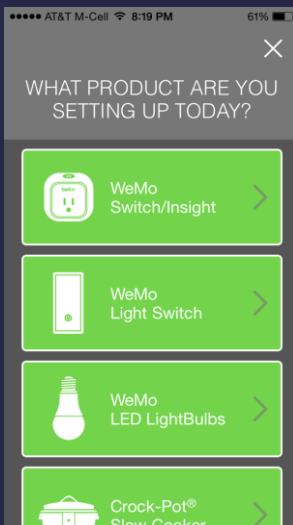 AT&T M-Cell 8:19 PM 61%
WHAT PRODUCT ARE YOU
SETTING UP TODAY?
WeMo
Switch/Insight
WeMo
Light Switch
WeMo
LED LightBulbs
Crock-Pot®
Slow Cooker